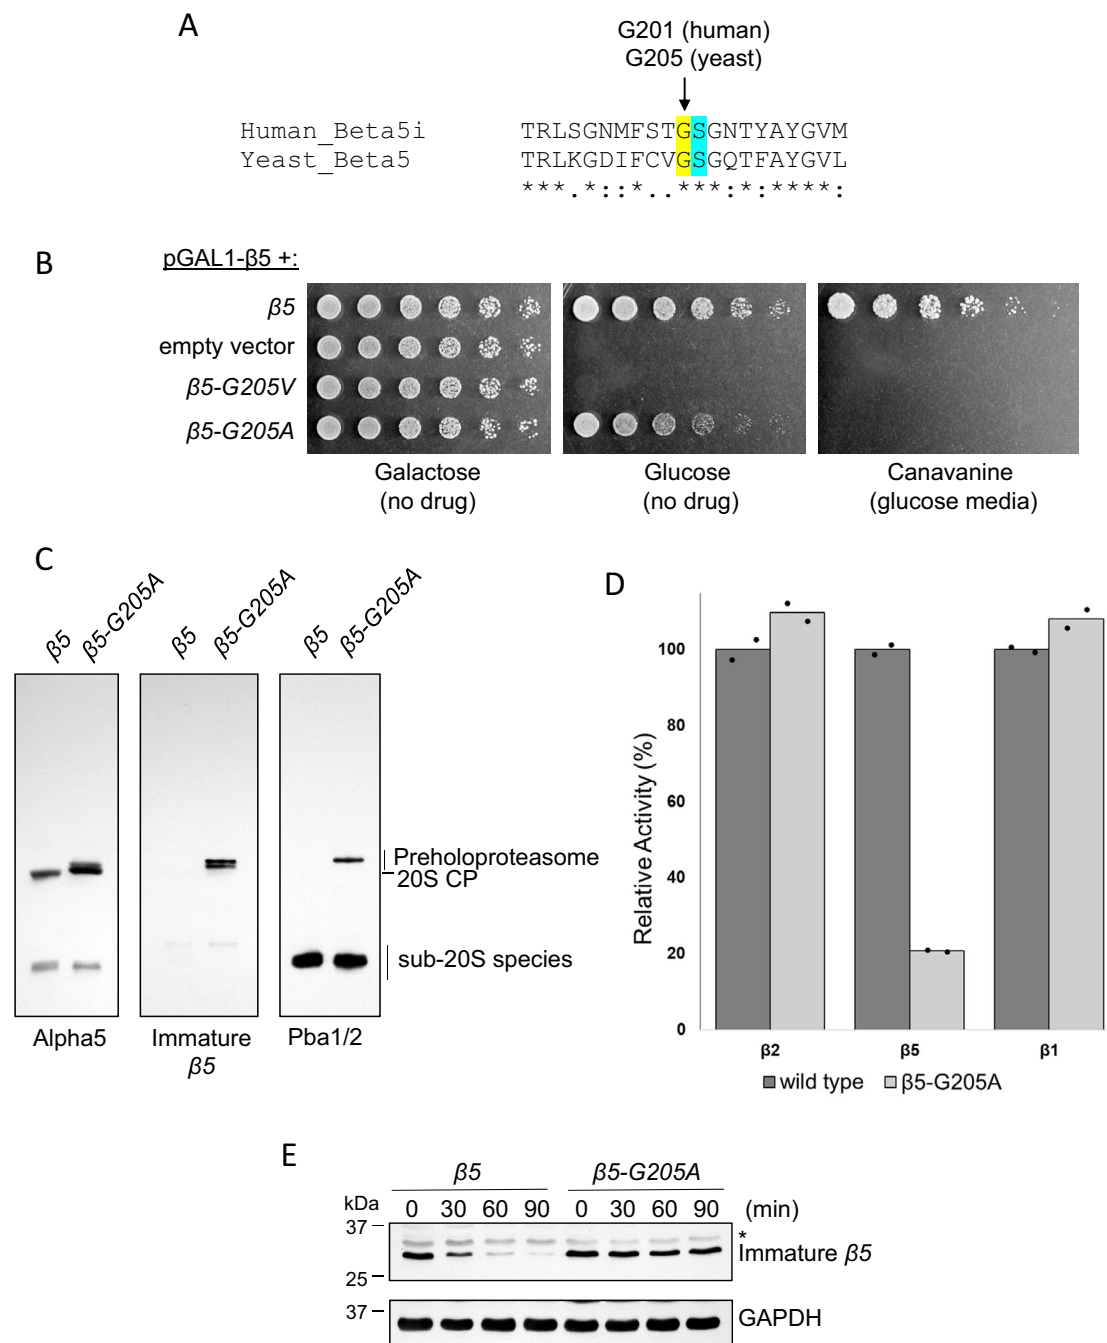 A
G201 (human)
G205 (yeast)
Human_Beta5i TRLSGNMFSTGSGNTYAYGVM
Yeast_Beta5 TRLKGDIFCVGSGQTFAYGVL
***.*::*..***:*:****:
B
pGAL1-β5 +:
β5
empty vector
β5-G205V
β5-G205A
Galactose
(no drug)
Glucose
(no drug)
Canavanine
(glucose media)
C
β5 β5-G205A β5 β5-G205A β5 β5-G205A
Preholoproteasome
20S CP
sub-20S species
Alpha5
Immature
β5
Pba1/2
D
Relative Activity (%)
100
80
60
40
20
0
β2 β5 β1
wild type β5-G205A
E
β5 β5-G205A
kDa 0 30 60 90 0 30 60 90 (min)
37
*
Immature β5
25
37
GAPDH